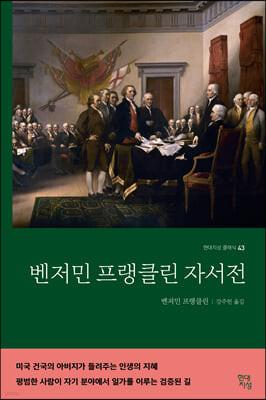 현대지성 클래식 43
벤저민 프랭클린 자서전
벤저민 프랭클린 | 강주헌 옮김
미국 건국의 아버지가 들려주는 인생의 지혜
평범한 사람이 자기 분야에서 일가를 이루는 검증된 길
현대
지성